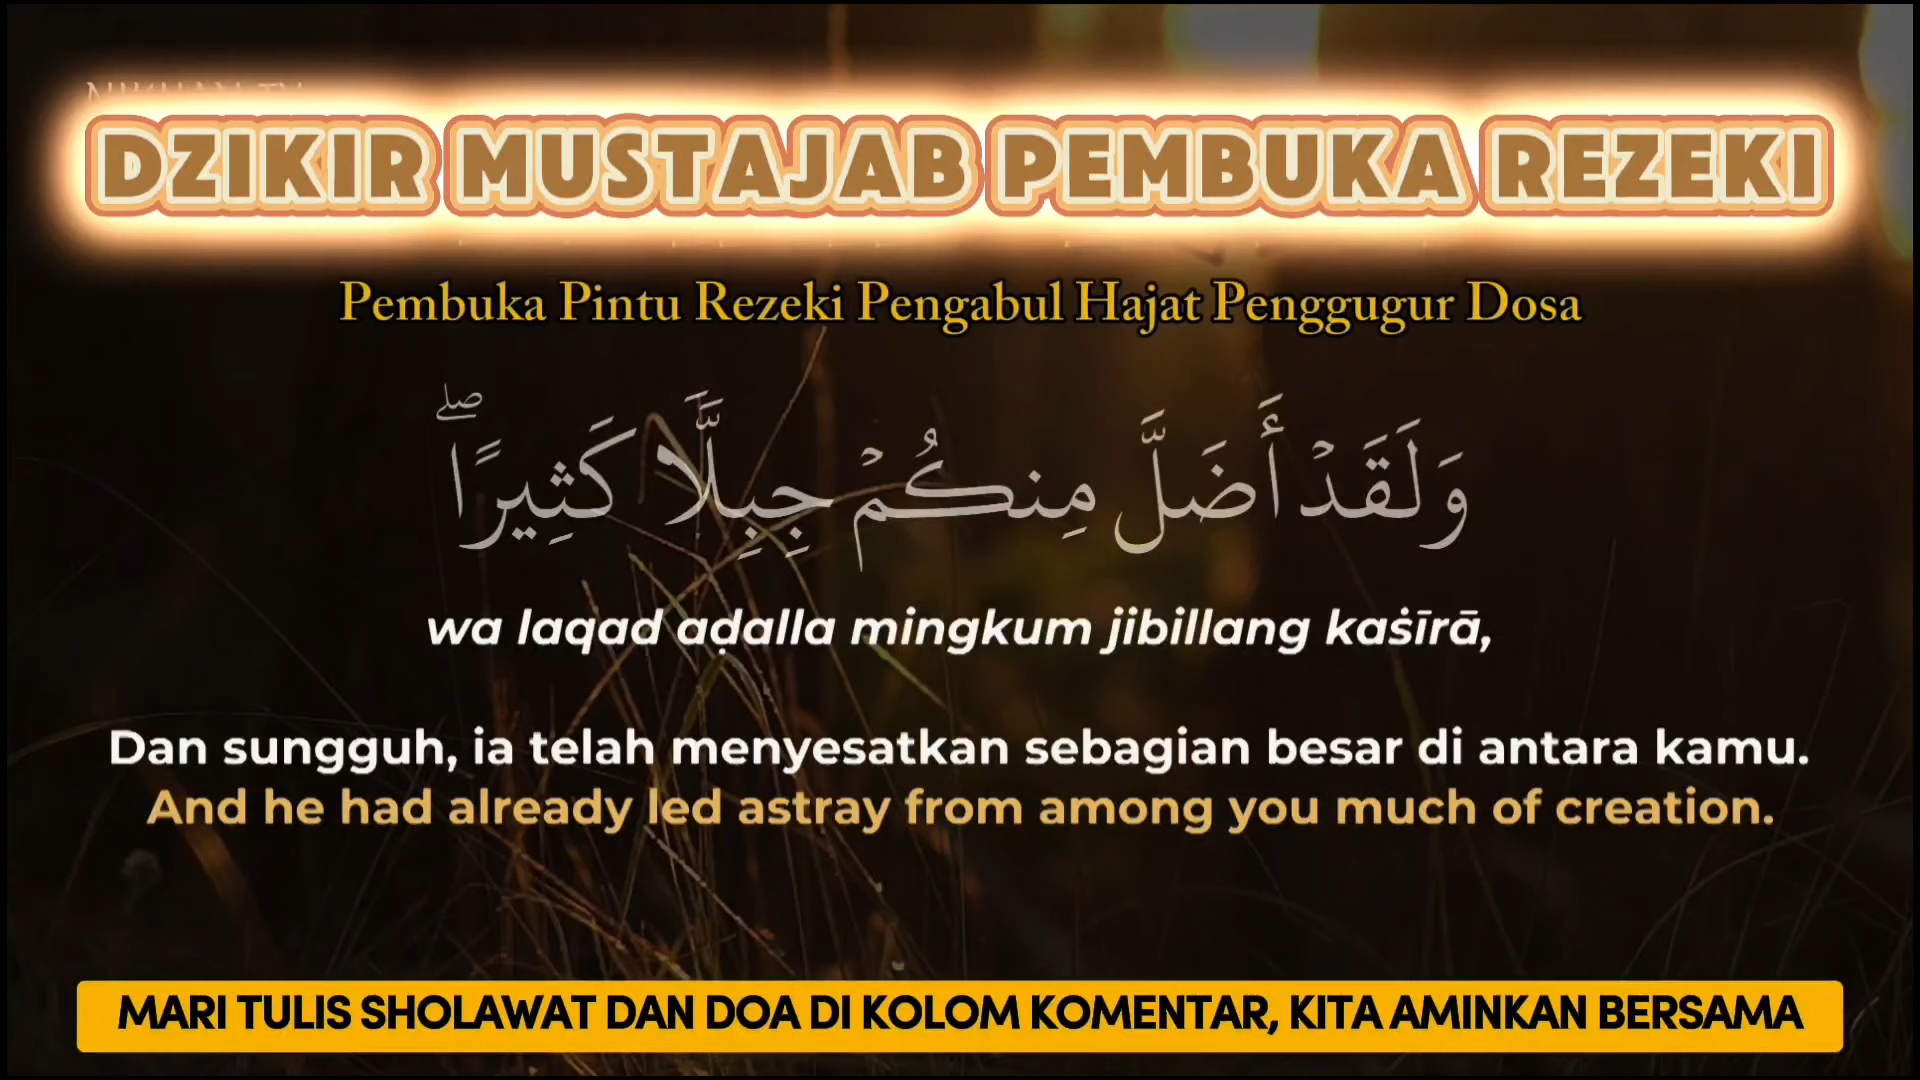 DZIKIR MUSTAJAB PEMBUKA REZEKI
Pembuka Pintu Rezeki Pengabul Hajat Penggugur Dosa
وَلَقَدْ أَضَلَّ مِنكُمْ جِبِلًّا كَثِيرًا ۖ
wa laqad aḍalla mingkum jibillang kaṡīrā,
Dan sungguh, ia telah menyesatkan sebagian besar di antara kamu.
And he had already led astray from among you much of creation.
MARI TULIS SHOLAWAT DAN DOA DI KOLOM KOMENTAR, KITA AMINKAN BERSAMA